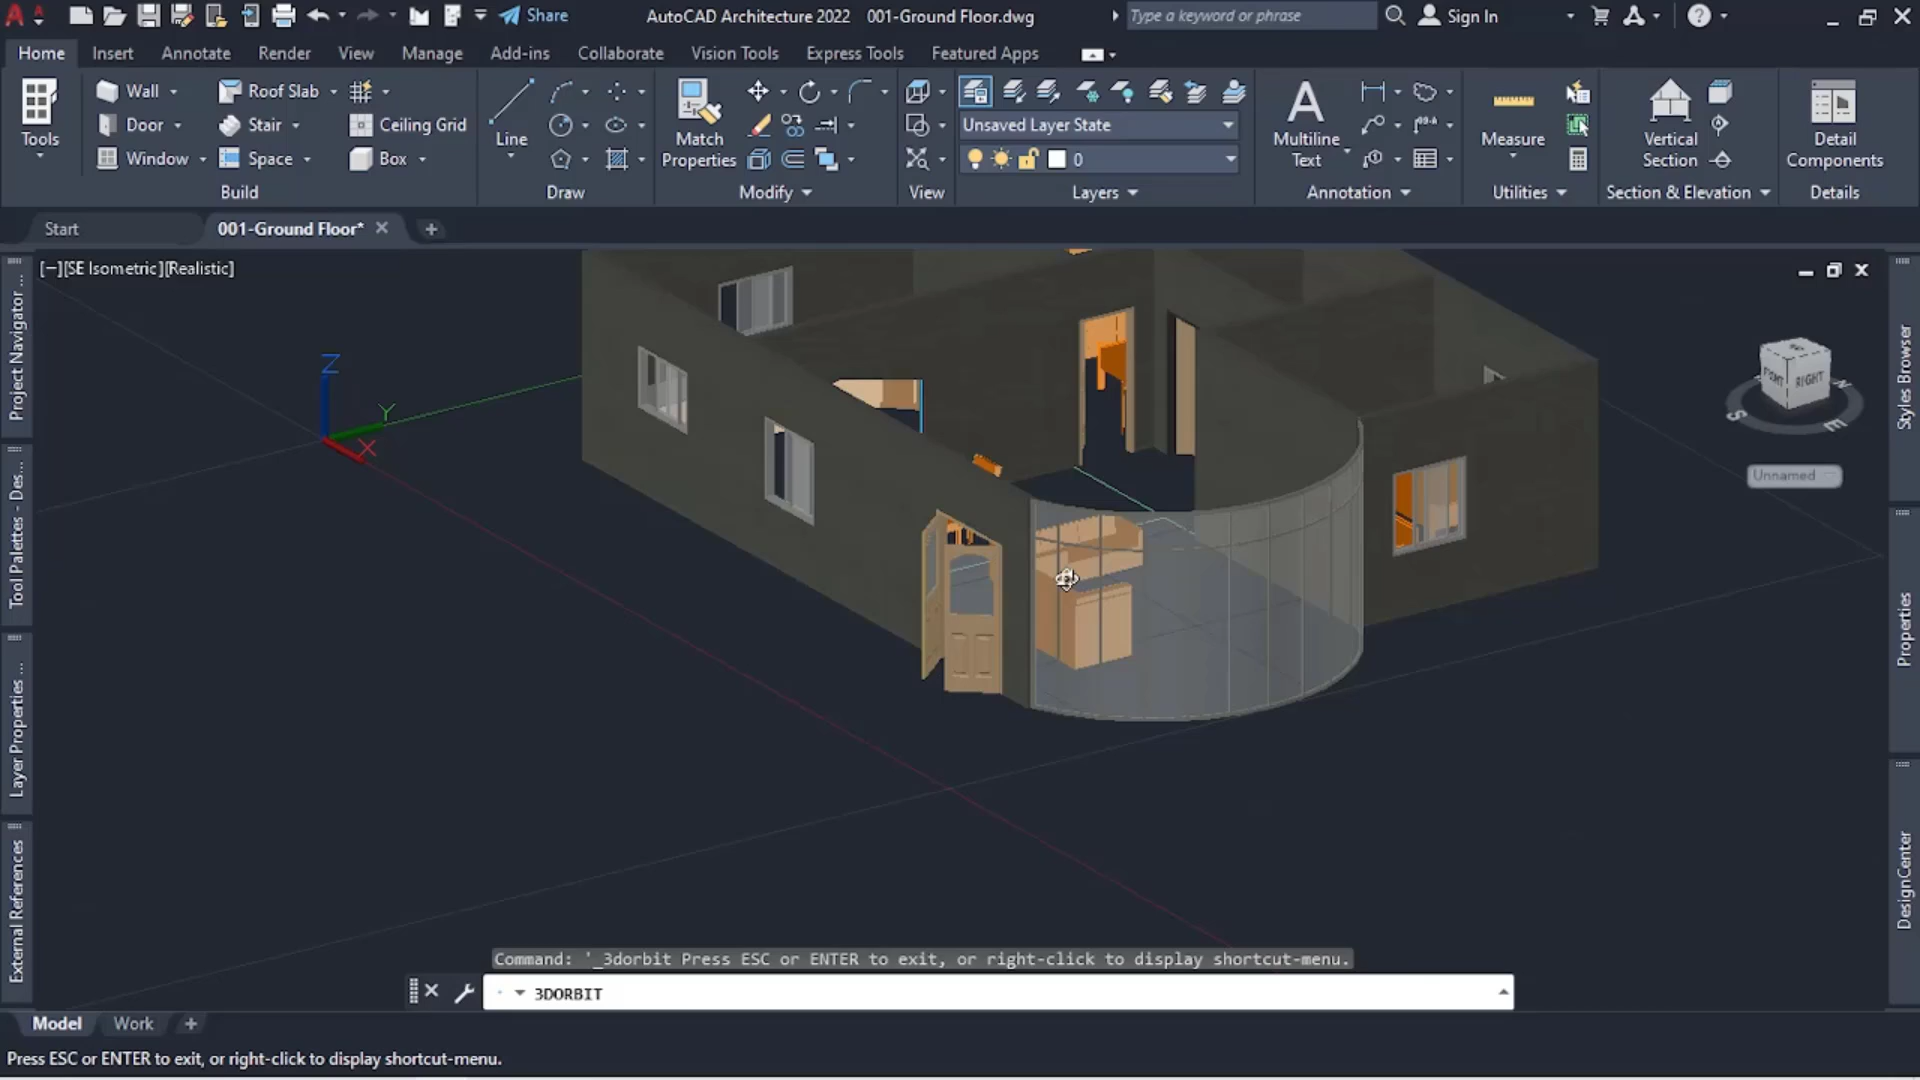 Share
AutoCAD Architecture 2022 001-Ground Floor.dwg
Type a keyword or phrase
Sign In
Home Insert Annotate Render View Manage Add-ins Collaborate Vision Tools Express Tools Featured Apps
Tools
Wall
Door
Window
Roof Slab
Stair
Space
Ceiling Grid
Box
Build
Line
Draw
Match
Properties
Modify
View
Unsaved Layer State
0
Layers
Multiline
Text
Annotation
Measure
Utilities
Vertical
Section
Section & Elevation
Detail
Components
Details
Start
001-Ground Floor*
[−][SE Isometric][Realistic]
Project Navigator ...
Tool Palettes - Des...
Layer Properties ...
External References
Styles Browser
Properties
DesignCenter
Z
Y
X
RIGHT
N
S
E
Unnamed
Command: '_3dorbit Press ESC or ENTER to exit, or right-click to display shortcut-menu.
3DORBIT
Model Work
Press ESC or ENTER to exit, or right-click to display shortcut-menu.